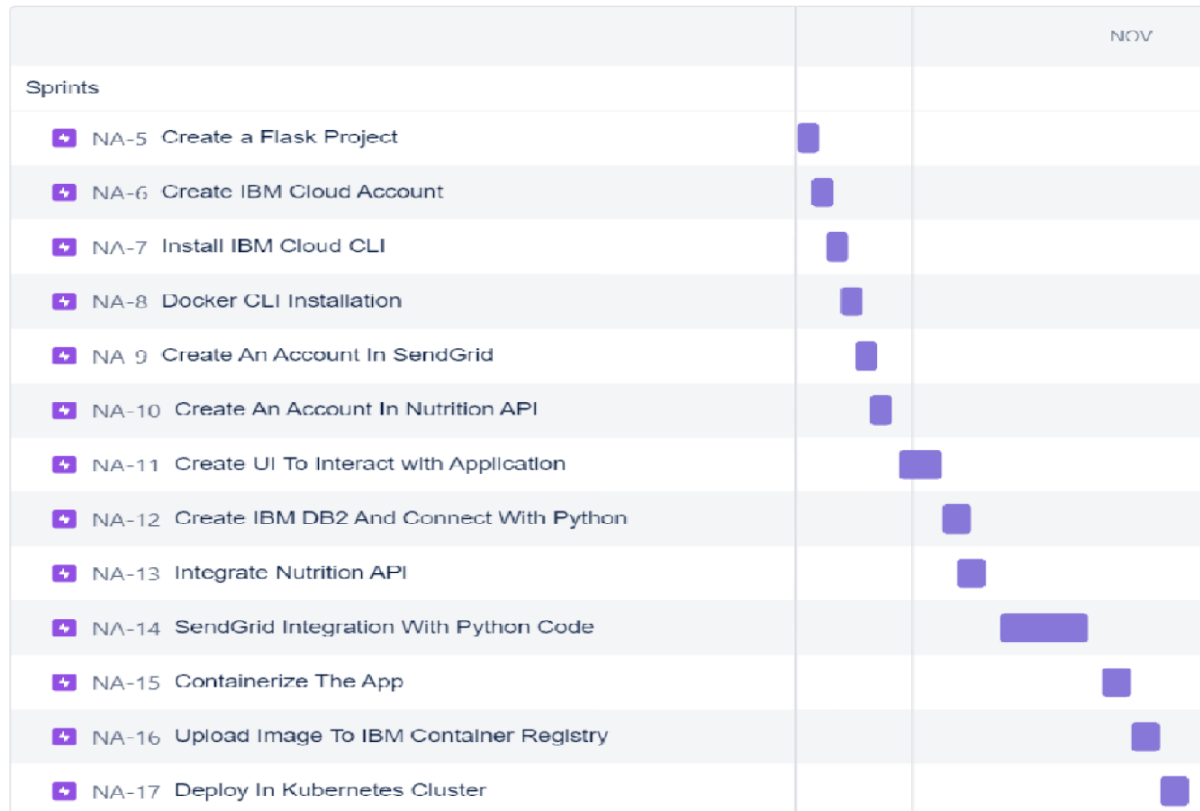 NOV
Sprints
NA-5 Create a Flask Project
NA-6 Create IBM Cloud Account
NA-7 Install IBM Cloud CLI
NA-8 Docker CLI Installation
NA-9 Create An Account In SendGrid
NA-10 Create An Account In Nutrition API
NA-11 Create UI To Interact with Application
NA-12 Create IBM DB2 And Connect With Python
NA-13 Integrate Nutrition API
NA-14 SendGrid Integration With Python Code
NA-15 Containerize The App
NA-16 Upload Image To IBM Container Registry
NA-17 Deploy In Kubernetes Cluster